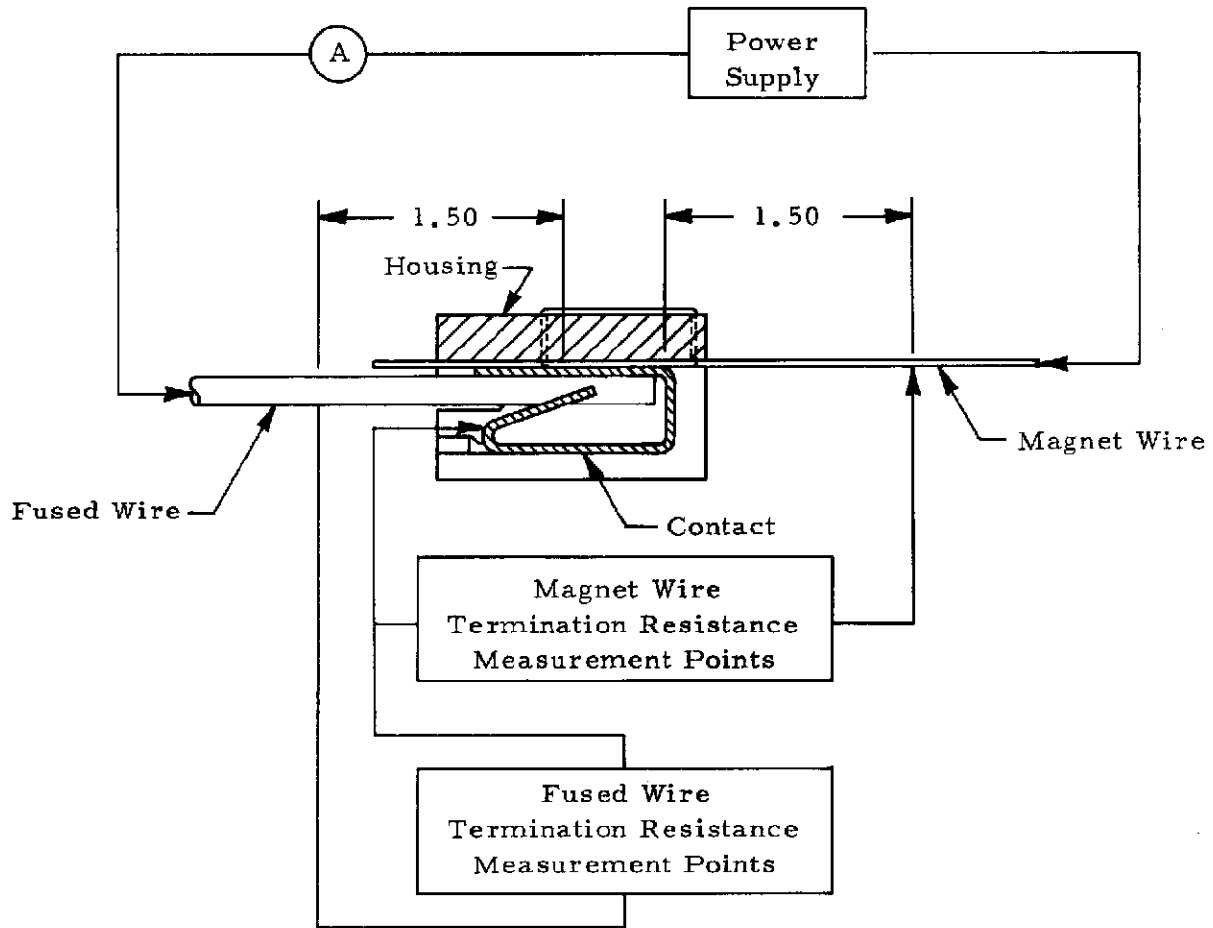 A
Power
Supply
1.50
1.50
Housing
Magnet Wire
Fused Wire
Contact
Magnet Wire
Termination Resistance
Measurement Points
Fused Wire
Termination Resistance
Measurement Points